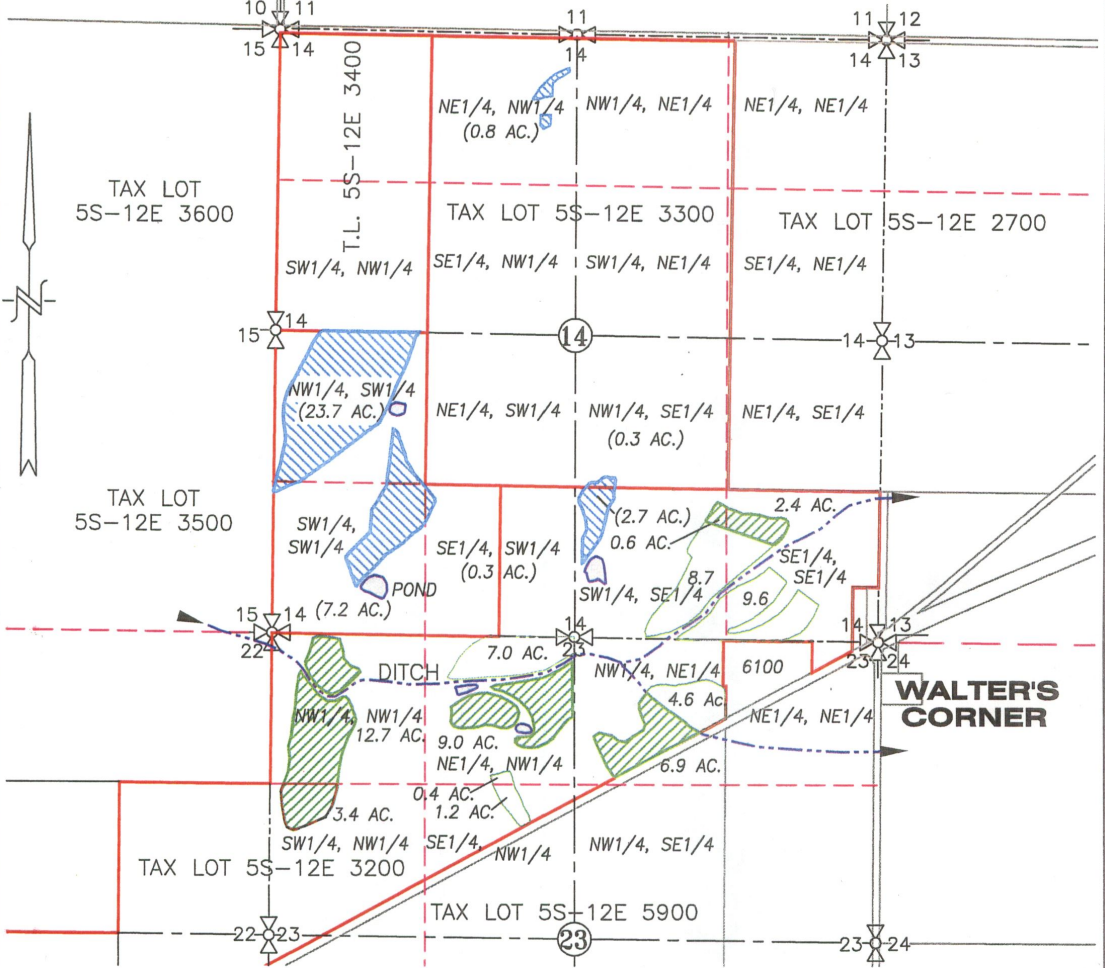 10 11
11
11 12
15 14
14
14 13
T.L. 5S-12E 3400
NE1/4, NW1/4
(0.8 AC.)
NW1/4, NE1/4
NE1/4, NE1/4
TAX LOT
5S-12E 3600
TAX LOT 5S-12E 3300
TAX LOT 5S-12E 2700
SW1/4, NW1/4
SE1/4, NW1/4
SW1/4, NE1/4
SE1/4, NE1/4
N
15 14
14
14 13
NW1/4, SW1/4
(23.7 AC.)
NE1/4, SW1/4
NW1/4, SE1/4
(0.3 AC.)
NE1/4, SE1/4
TAX LOT
5S-12E 3500
SW1/4,
SW1/4
SE1/4, SW1/4
(0.3 AC.)
(2.7 AC.)
0.6 AC.
2.4 AC.
SE1/4,
SE1/4
8.7
9.6
SW1/4, SE1/4
POND
(7.2 AC.)
15 14
22
14
23
14 13
23 24
7.0 AC.
DITCH
NW1/4, NE1/4
6100
4.6 Ac.
WALTER'S
CORNER
NW1/4, NW1/4
12.7 AC.
9.0 AC.
NE1/4, NW1/4
NE1/4, NW1/4
6.9 AC.
0.4 AC.
1.2 AC.
3.4 AC.
SW1/4, NW1/4
SE1/4,
NW1/4
NW1/4, SE1/4
TAX LOT 5S-12E 3200
TAX LOT 5S-12E 5900
22 23
23
23 24